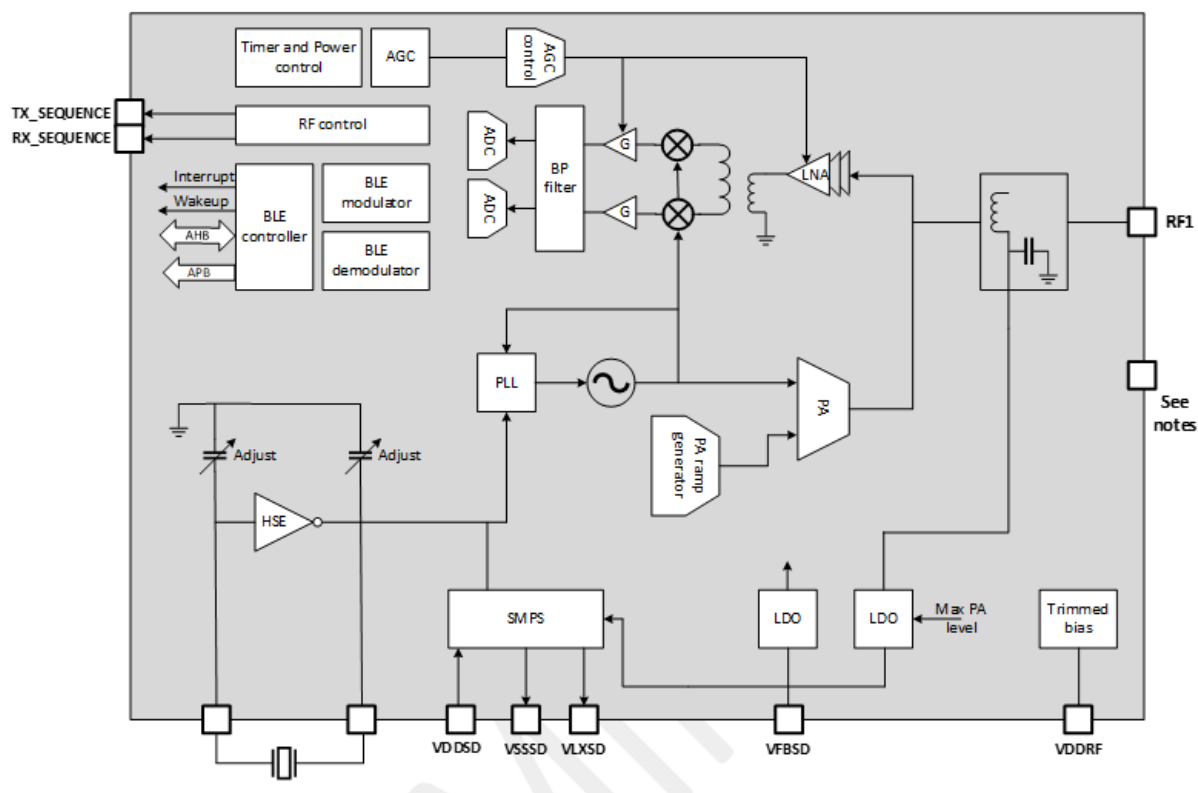 Timer and Power
control
AGC
AGC
control
TX_SEQUENCE
RX_SEQUENCE
RF control
ADC
ADC
BP
filter
G
G
LNA
Interrupt
Wakeup
AHB
APB
BLE
controller
BLE
modulator
BLE
demodulator
RF1
See
notes
PLL
PA
PA ramp
generator
Adjust
Adjust
HSE
SMPS
LDO
LDO
Max PA
level
Trimmed
bias
VDDSD
VSSSD
VLXSD
VFBSD
VDDRF